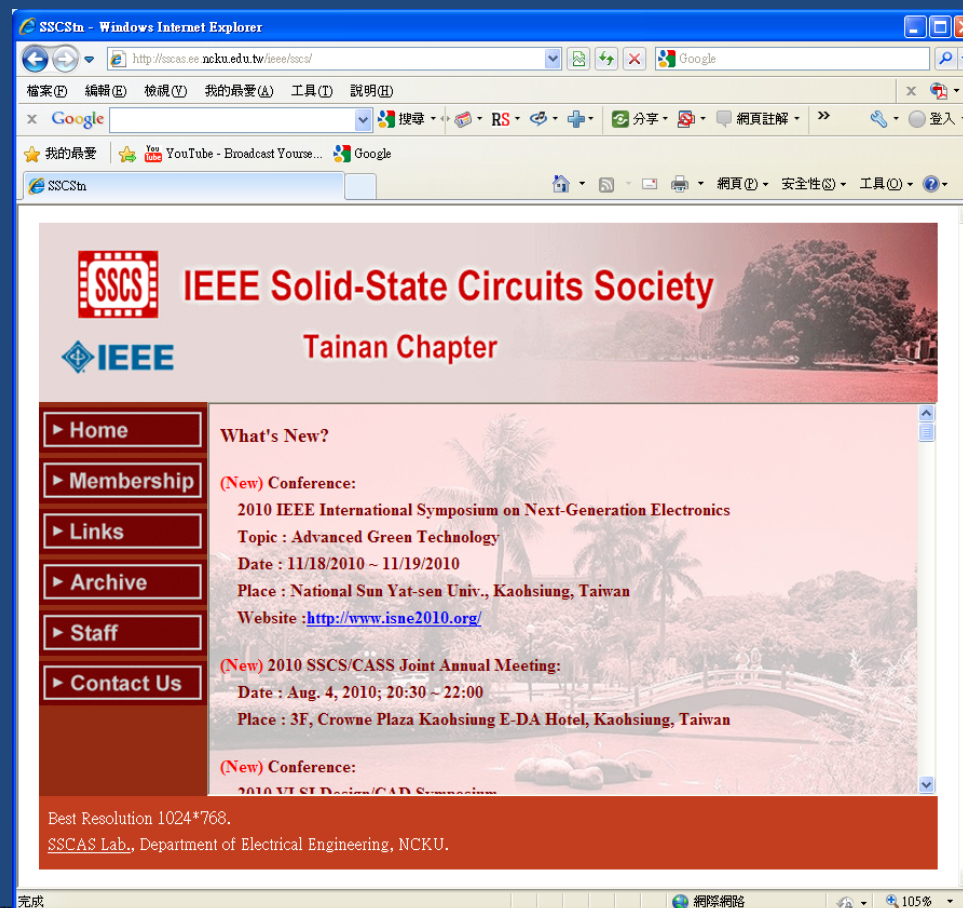 SSCStn - Windows Internet Explorer
http://sscas.ee.ncku.edu.tw/ieee/sscs/
Google
檔案(F) 編輯(E) 檢視(V) 我的最愛(A) 工具(T) 說明(H)
x Google 搜尋 RS 分享 網頁註解 » 登入
我的最愛 YouTube - Broadcast Yourse... Google
SSCStn
網頁(P) 安全性(S) 工具(O)
SSCS
IEEE Solid-State Circuits Society
IEEE
Tainan Chapter
Home
Membership
Links
Archive
Staff
Contact Us
What's New?
(New) Conference:
2010 IEEE International Symposium on Next-Generation Electronics
Topic : Advanced Green Technology
Date : 11/18/2010 ~ 11/19/2010
Place : National Sun Yat-sen Univ., Kaohsiung, Taiwan
Website :http://www.isne2010.org/
(New) 2010 SSCS/CASS Joint Annual Meeting:
Date : Aug. 4, 2010; 20:30 ~ 22:00
Place : 3F, Crowne Plaza Kaohsiung E-DA Hotel, Kaohsiung, Taiwan
(New) Conference:
2010 VLSI Design/CAD Symposium
Best Resolution 1024*768.
SSCAS Lab., Department of Electrical Engineering, NCKU.
完成
網際網路
105%